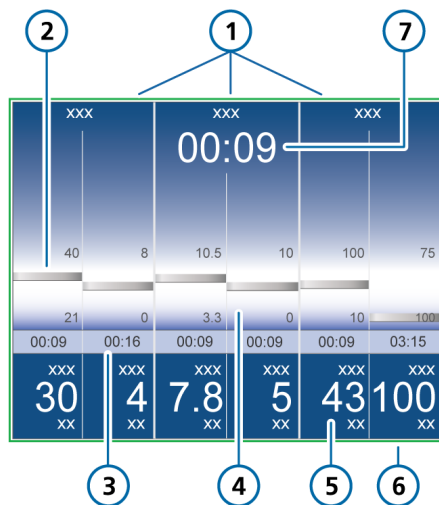 2 1 7
xxx xxx xxx
00:09
40 8 10.5 10 100 75
21 0 3.3 0 10 100
00:09 00:16 00:09 00:09 00:09 03:15
xxx xxx xxx xxx xxx xxx
30 4 7.8 5 43 100
xx xx xx xx xx xx
3 4 5 6